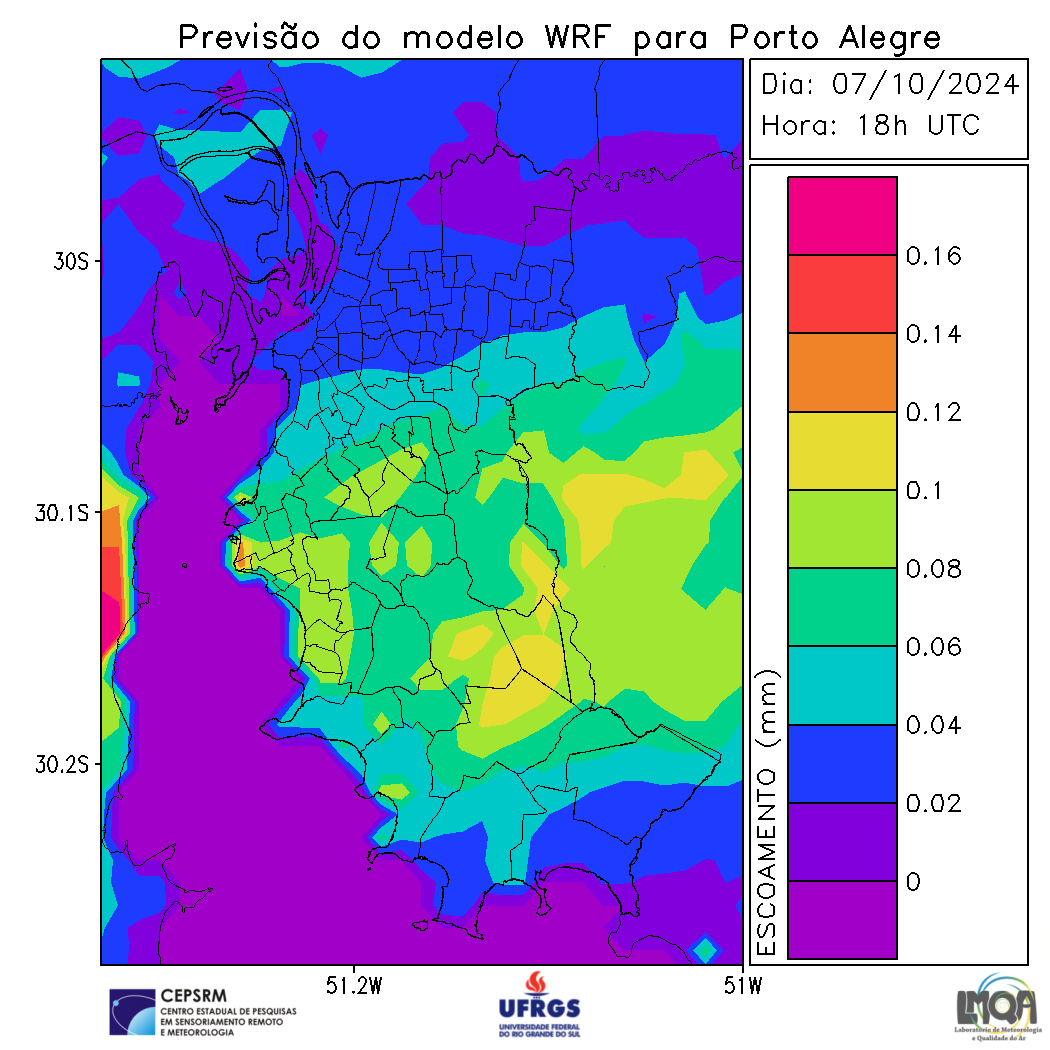 Previsão do modelo WRF para Porto Alegre
Dia: 07/10/2024
Hora: 18h UTC
30S
30.1S
30.2S
51.2W
51W
ESCOAMENTO (mm)
0.16
0.14
0.12
0.1
0.08
0.06
0.04
0.02
0
CEPSRM
CENTRO ESTADUAL DE PESQUISAS
EM SENSORIAMENTO REMOTO
E METEOROLOGIA
UFRGS
UNIVERSIDADE FEDERAL
DO RIO GRANDE DO SUL
LMQA
Laboratório de Meteorologia
e Qualidade do Ar